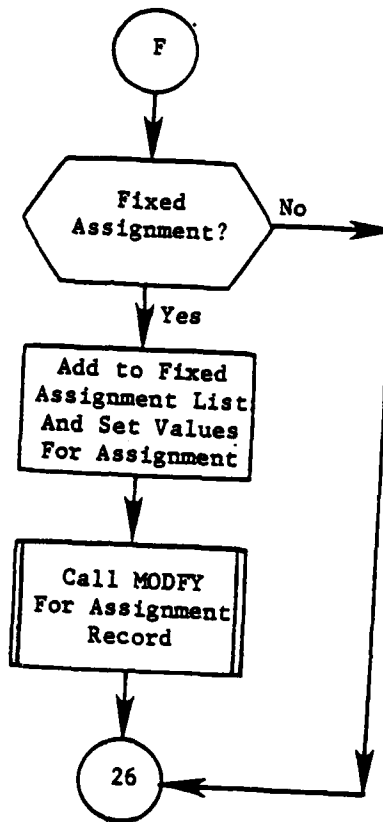 F
Fixed
Assignment?
No
Yes
Add to Fixed
Assignment List
And Set Values
For Assignment
Call MODFY
For Assignment
Record
26